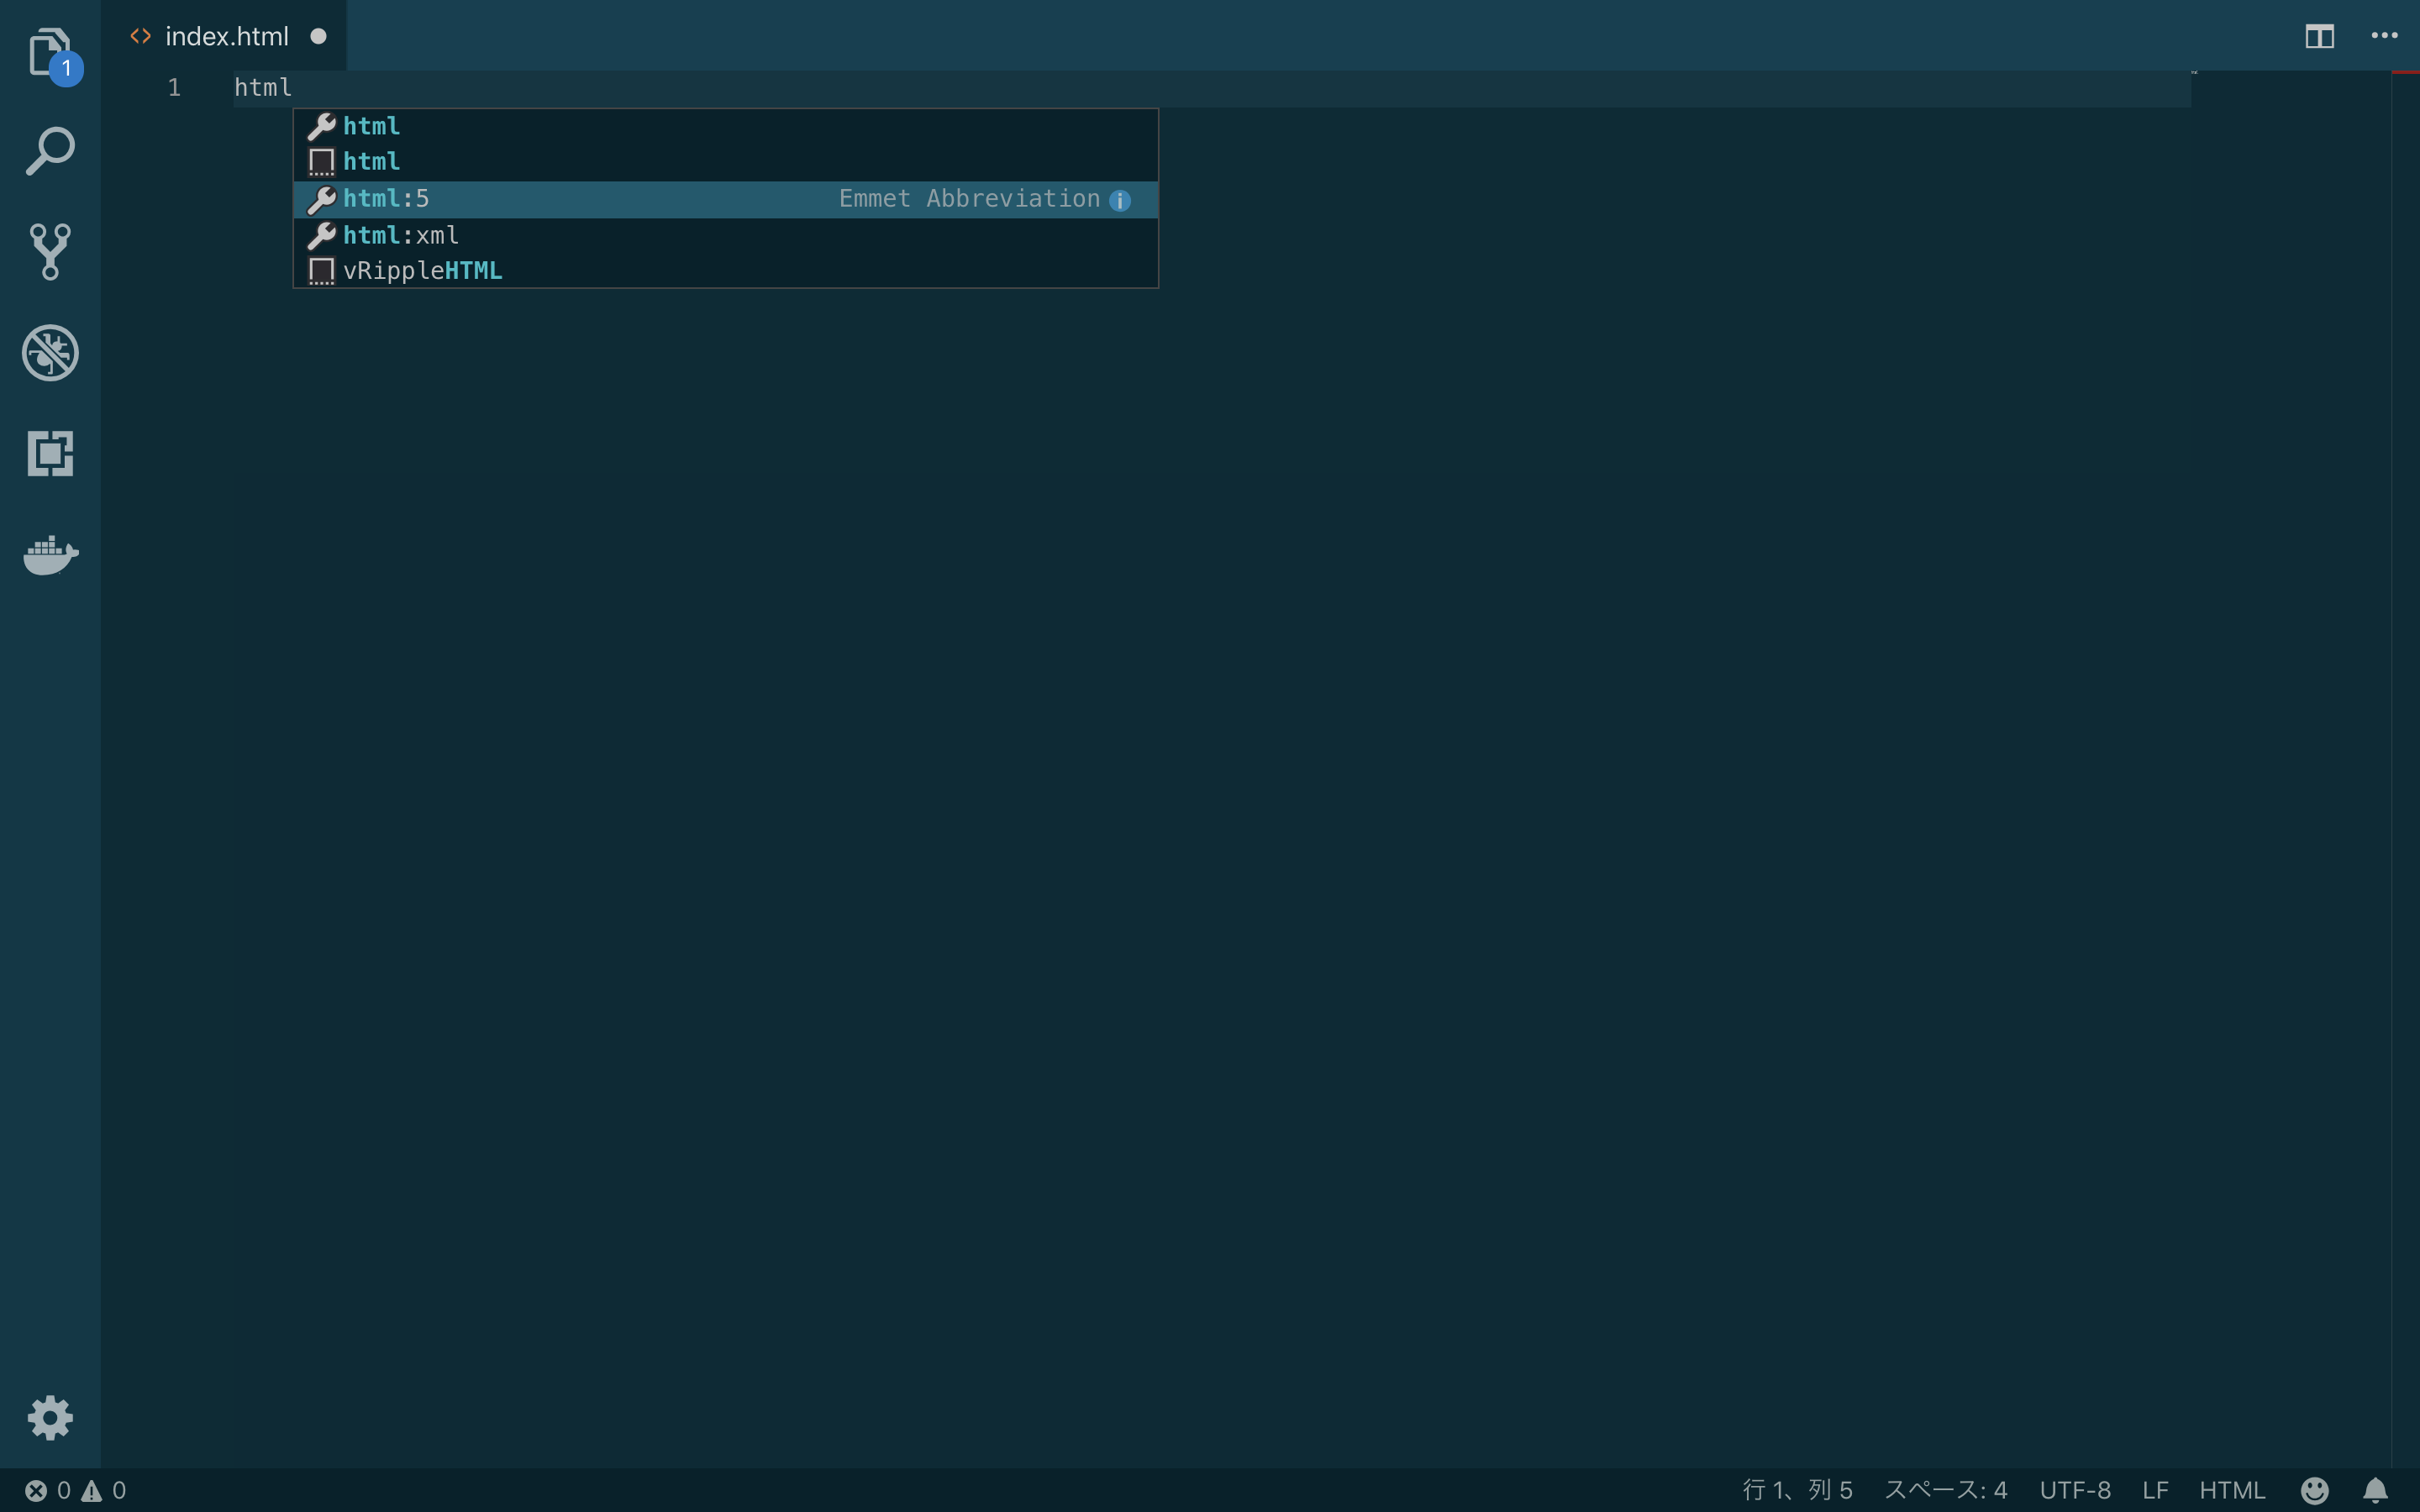 index.html
1
1 html
html
html
html:5 Emmet Abbreviation
html:xml
vRippleHTML
0 0 行 1、列 5 スペース: 4 UTF-8 LF HTML